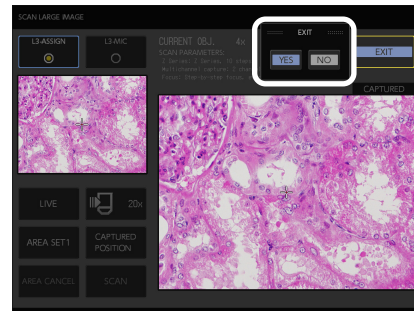 SCAN LARGE IMAGE
L3-ASSIGN
L3-MIC
CURRENT OBJ. 4x
SCAN PARAMETERS:
EXIT
YES
NO
EXIT
CAPTURED
LIVE
20x
AREA SET1
CAPTURED
POSITION
AREA CANCEL
SCAN